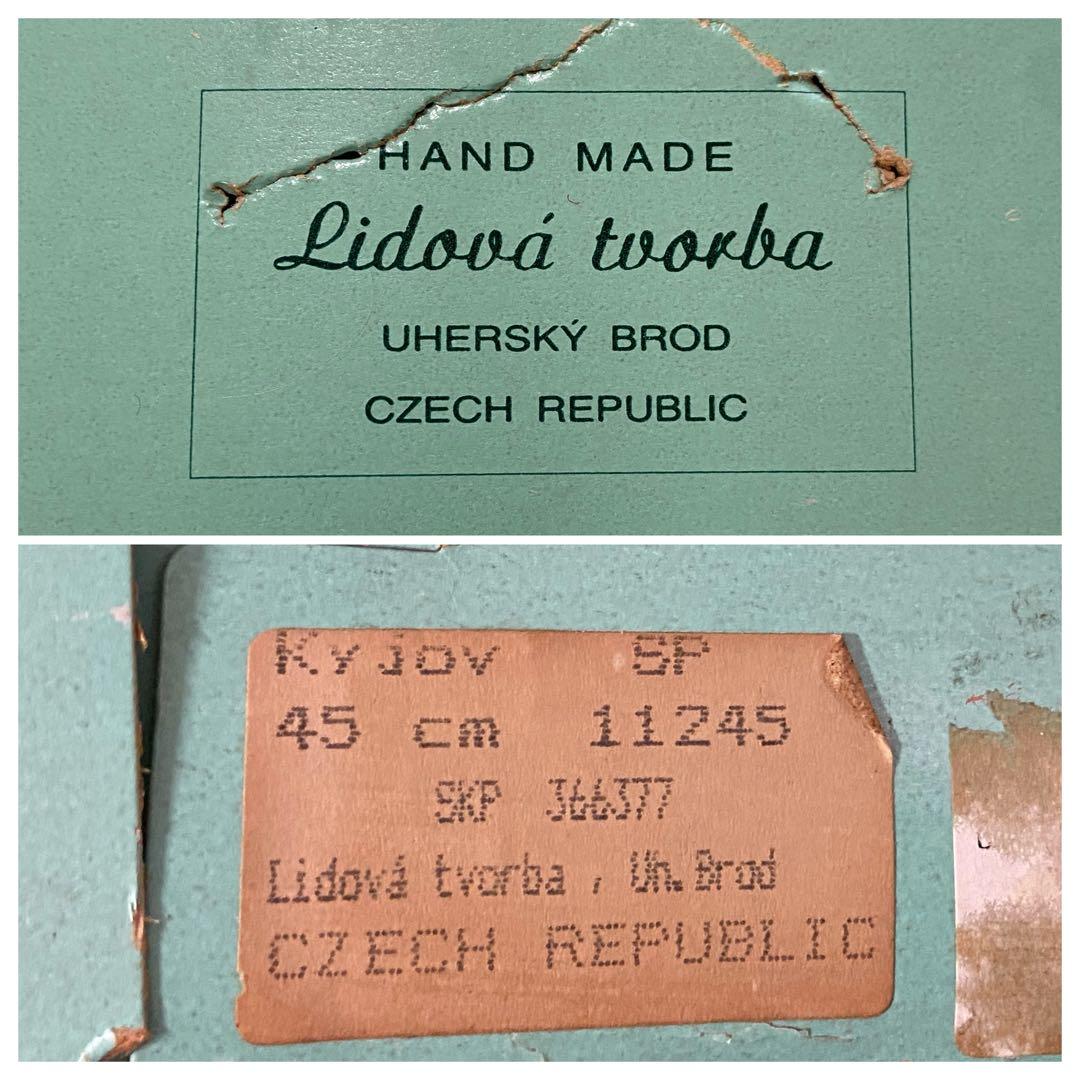 HAND MADE
Lidová tvorba
UHERSKÝ BROD
CZECH REPUBLIC
Kyjov SP
45 cm 11245
SKP 366377
Lidová tvorba , Uh. Brod
CZECH REPUBLIC